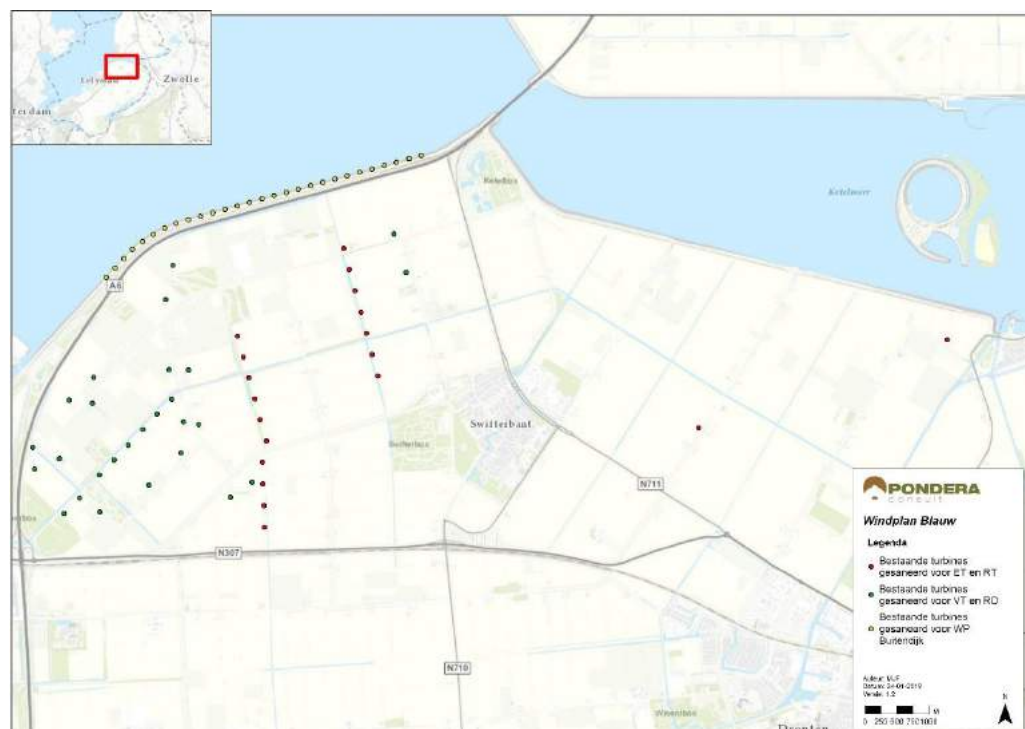 Lelystad
Zwolle
terdam
Ketelmeer
A6
Swifterbant
N711
N307
N710
Dronten
PONDERA
consult
Windplan Blauw
Legenda
Bestaande turbines
gesaneerd voor ET en RT
Bestaande turbines
gesaneerd voor VT en RD
Bestaande turbines
gesaneerd voor WP
Buitendijk
Auteur: MJF
Versie: 1.2
N